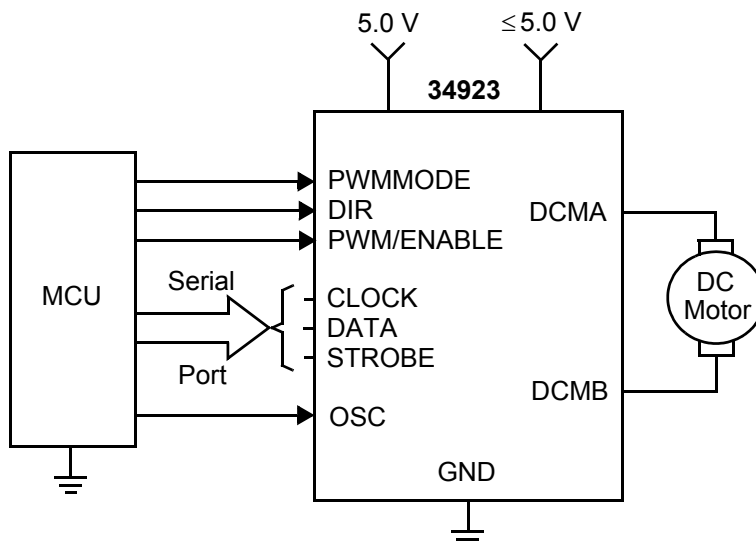 5.0 V
≤ 5.0 V
34923
MCU
PWMMODE
DIR
PWM/ENABLE
Serial
Port
CLOCK
DATA
STROBE
OSC
DCMA
DCMB
GND
DC
Motor